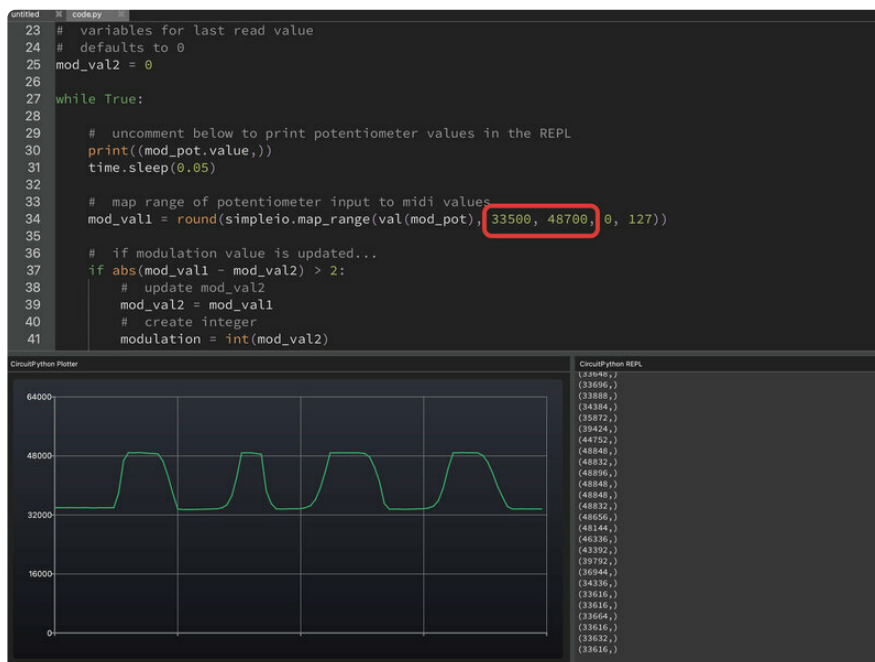 untitled ✖ code.py ✖
23 # variables for last read value
24 # defaults to 0
25 mod_val2 = 0
26
27 while True:
28
29 # uncomment below to print potentiometer values in the REPL
30 print((mod_pot.value,))
31 time.sleep(0.05)
32
33 # map range of potentiometer input to midi values
34 mod_val1 = round(simpleio.map_range(val(mod_pot), 33500, 48700, 0, 127))
35
36 # if modulation value is updated...
37 if abs(mod_val1 - mod_val2) > 2:
38 # update mod_val2
39 mod_val2 = mod_val1
40 # create integer
41 modulation = int(mod_val2)
CircuitPython Plotter
64000
48000
32000
16000
0
CircuitPython REPL
(33648,)
(33696,)
(33888,)
(34384,)
(35872,)
(39424,)
(44752,)
(48848,)
(48832,)
(48896,)
(48848,)
(48848,)
(48832,)
(48656,)
(48144,)
(46336,)
(43392,)
(39792,)
(36944,)
(34336,)
(33616,)
(33616,)
(33664,)
(33616,)
(33632,)
(33616,)